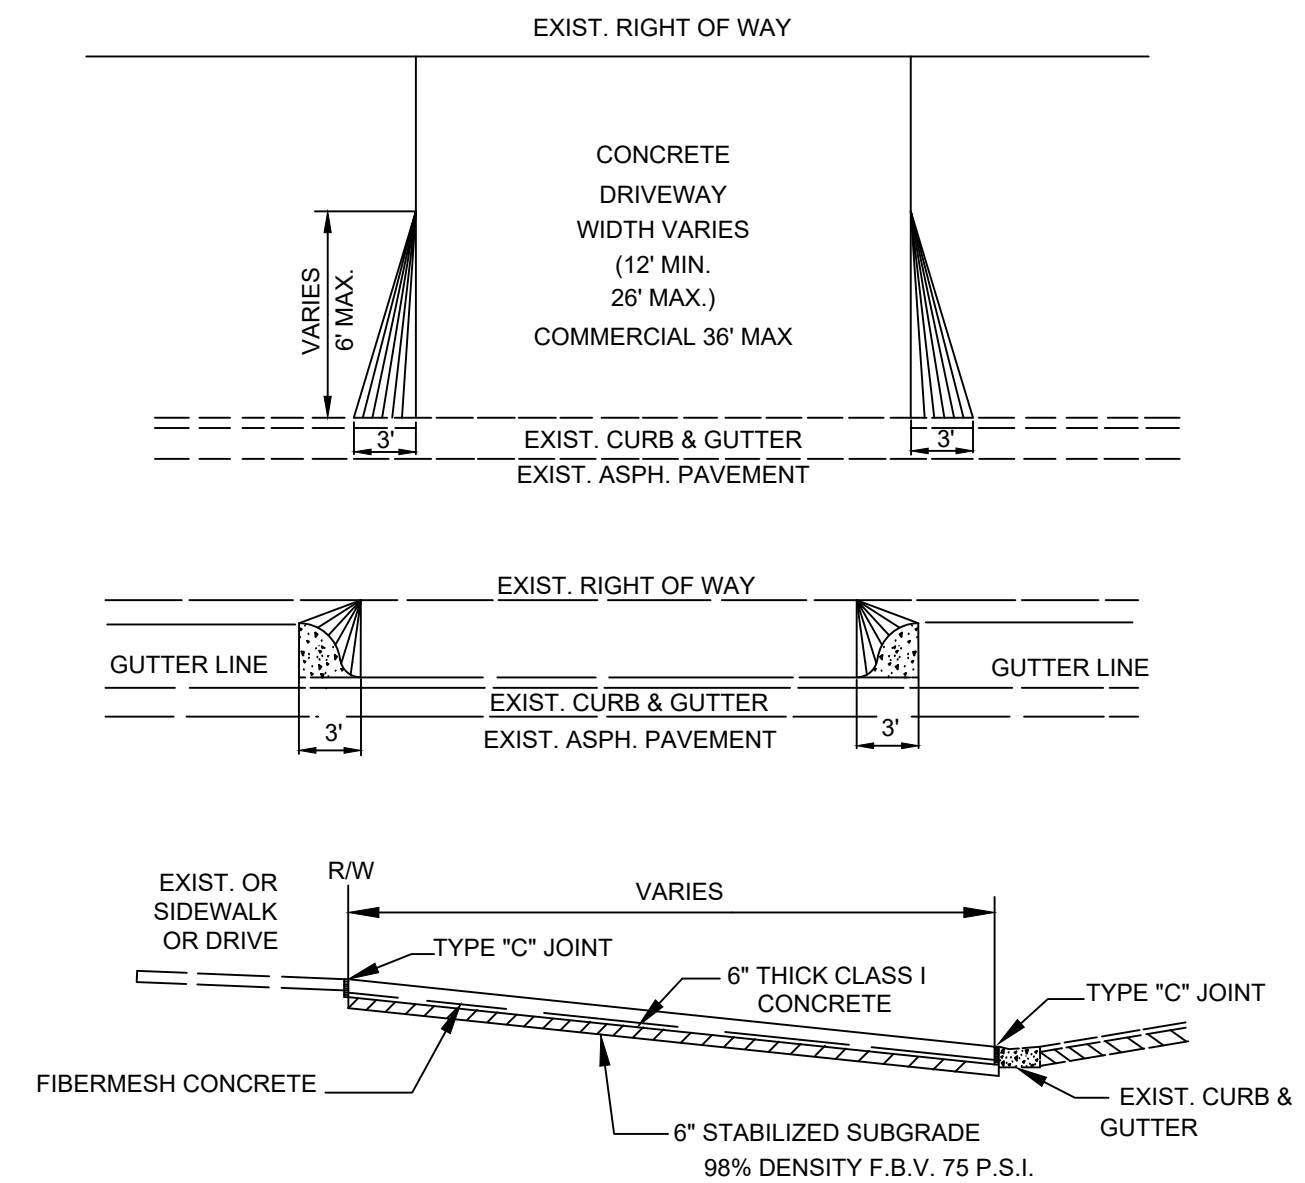 EXIST. RIGHT OF WAY
CONCRETE
DRIVEWAY
WIDTH VARIES
(12' MIN.
26' MAX.)
COMMERCIAL 36' MAX
VARIES
6' MAX.
3'
EXIST. CURB & GUTTER
3'
EXIST. ASPH. PAVEMENT
EXIST. RIGHT OF WAY
GUTTER LINE
GUTTER LINE
EXIST. CURB & GUTTER
3'
EXIST. ASPH. PAVEMENT
3'
R/W
EXIST. OR
SIDEWALK
OR DRIVE
VARIES
TYPE "C" JOINT
6" THICK CLASS I
CONCRETE
TYPE "C" JOINT
FIBERMESH CONCRETE
EXIST. CURB &
GUTTER
6" STABILIZED SUBGRADE
98% DENSITY F.B.V. 75 P.S.I.